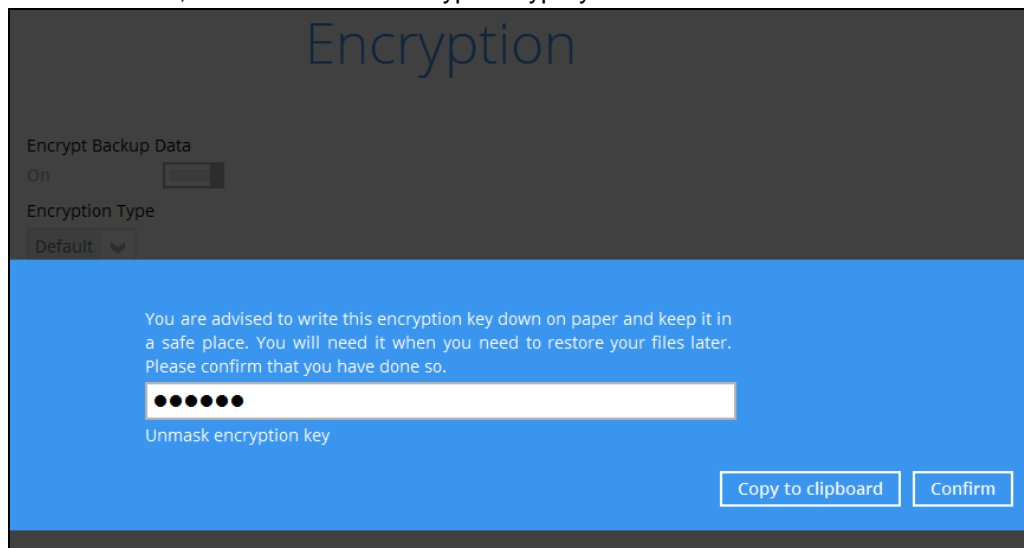 Encryption
Encrypt Backup Data
On
Encryption Type
Default
You are advised to write this encryption key down on paper and keep it in
a safe place. You will need it when you need to restore your files later.
Please confirm that you have done so.
●●●●●●
Unmask encryption key
Copy to clipboard
Confirm